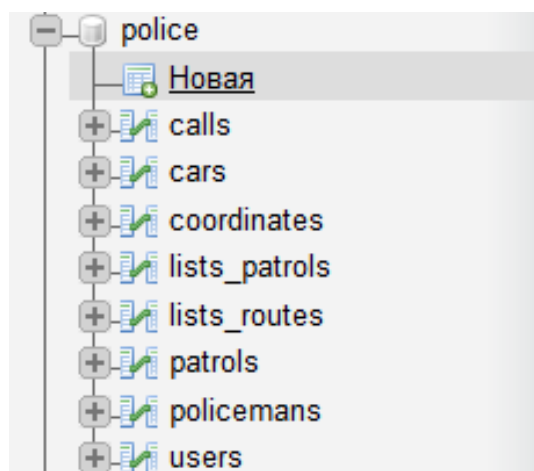 police
Новая
calls
cars
coordinates
lists_patrols
lists_routes
patrols
policemans
users